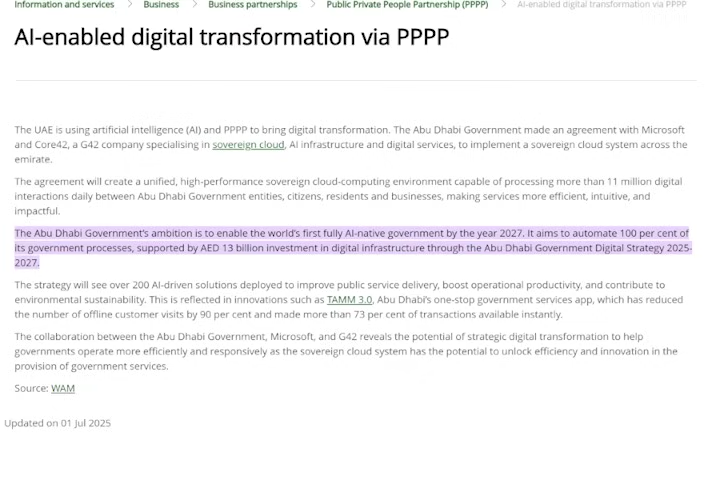 Information and services > Business > Business partnerships > Public Private People Partnership (PPPP) > AI-enabled digital transformation via PPPP
AI-enabled digital transformation via PPPP
The UAE is using artificial intelligence (AI) and PPPP to bring digital transformation. The Abu Dhabi Government made an agreement with Microsoft
and Core42, a G42 company specialising in sovereign cloud, AI infrastructure and digital services, to implement a sovereign cloud system across the
emirate.
The agreement will create a unified, high-performance sovereign cloud-computing environment capable of processing more than 11 million digital
interactions daily between Abu Dhabi Government entities, citizens, residents and businesses, making services more efficient, intuitive, and
impactful.
The Abu Dhabi Government's ambition is to enable the world's first fully AI-native government by the year 2027. It aims to automate 100 per cent of
its government processes, supported by AED 13 billion investment in digital infrastructure through the Abu Dhabi Government Digital Strategy 2025-
2027.
The strategy will see over 200 AI-driven solutions deployed to improve public service delivery, boost operational productivity, and contribute to
environmental sustainability. This is reflected in innovations such as TAMM 3.0, Abu Dhabi's one-stop government services app, which has reduced
the number of offline customer visits by 90 per cent and made more than 73 per cent of transactions available instantly.
The collaboration between the Abu Dhabi Government, Microsoft, and G42 reveals the potential of strategic digital transformation to help
governments operate more efficiently and responsively as the sovereign cloud system has the potential to unlock efficiency and innovation in the
provision of government services.
Source: WAM
Updated on 01 Jul 2025